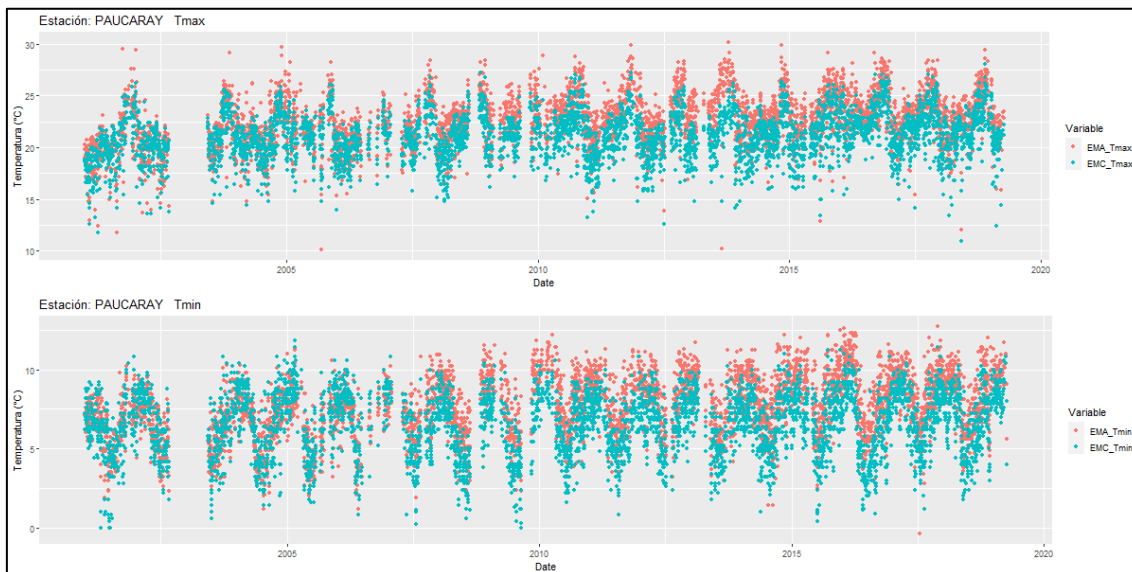 Estación: PAUCARAY Tmax
Temperatura (°C)
30
25
20
15
10
2005
2010
2015
2020
Date
Variable
EMA_Tmax
EMC_Tmax
Estación: PAUCARAY Tmin
Temperatura (°C)
10
5
0
2005
2010
2015
2020
Date
Variable
EMA_Tmin
EMC_Tmin